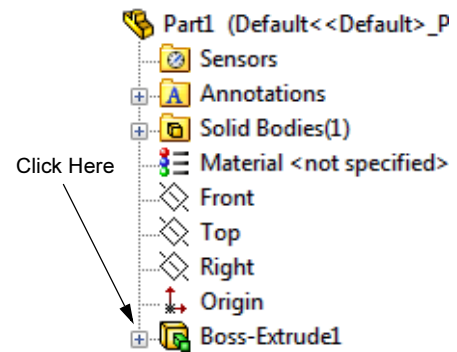 Part1 (Default<<Default>_P
Sensors
A Annotations
Solid Bodies(1)
Click Here
Material <not specified>
Front
Top
Right
Origin
Boss-Extrude1